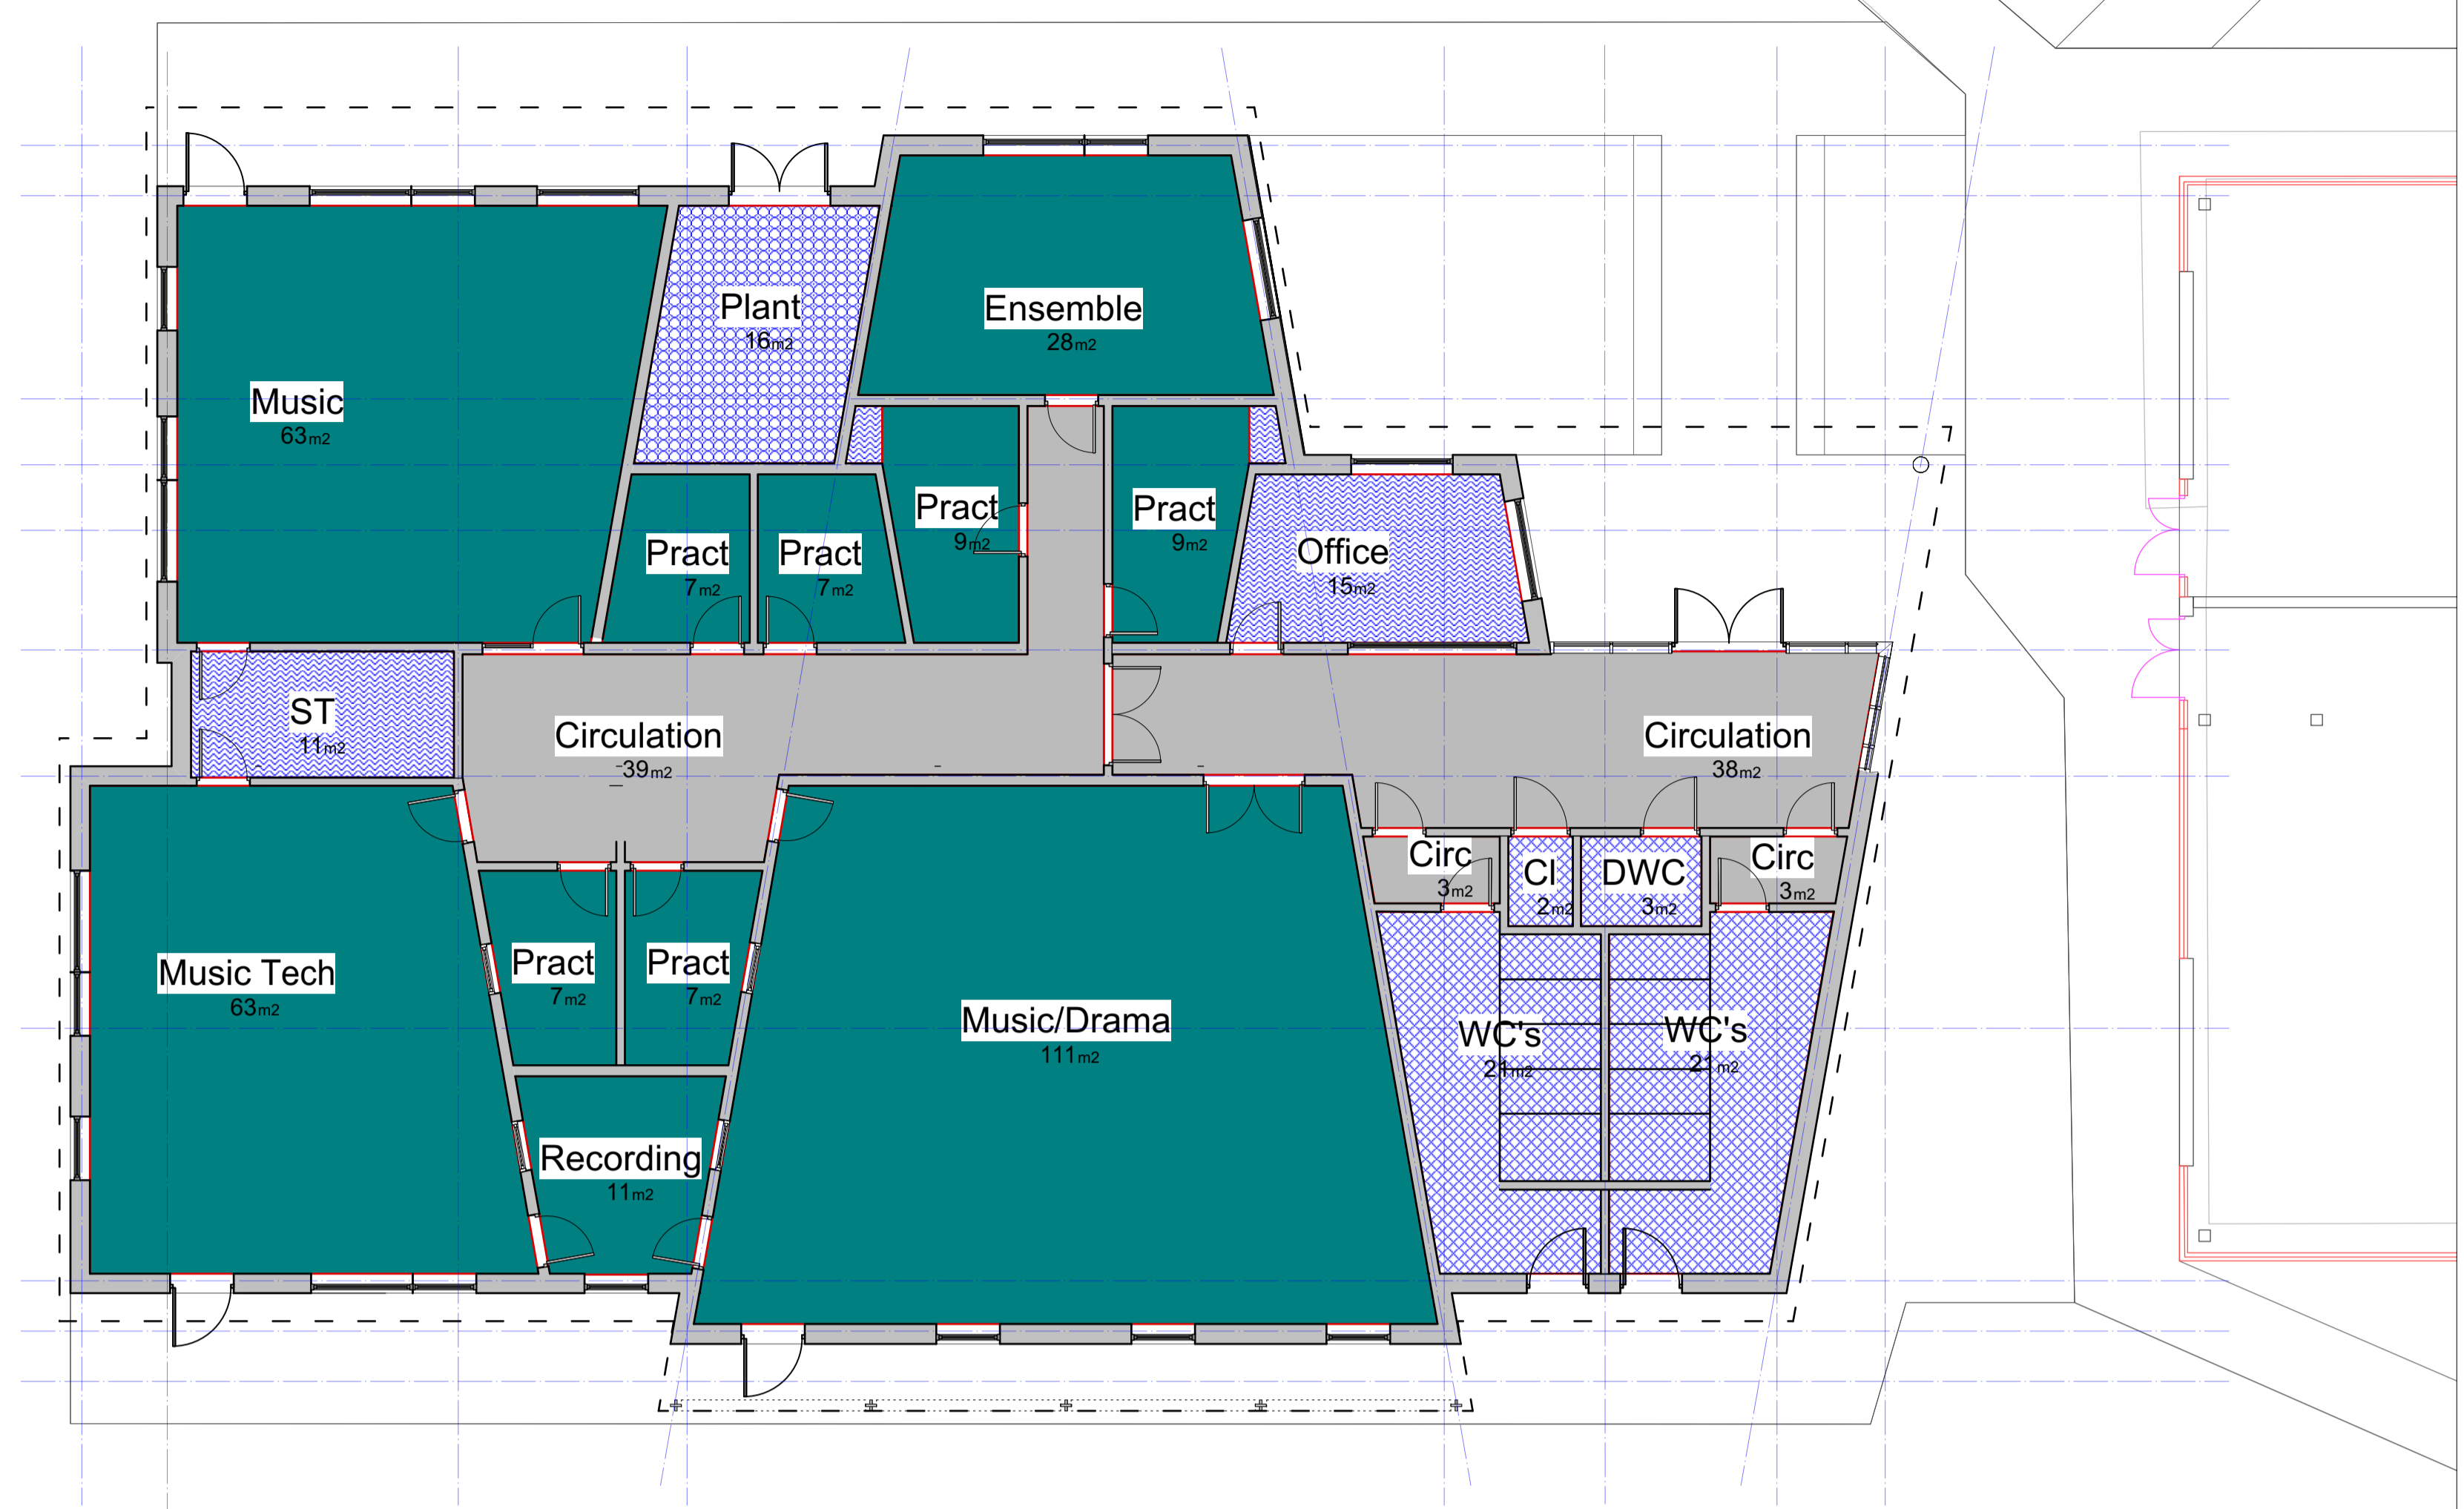 Plant
16m2
Ensemble
28m2
Music
63m2
Pract
9m2
Pract
9m2
Pract
7m2
Pract
7m2
Office
15m2
ST
11m2
Circulation
39m2
Circulation
38m2
Circ
3m2
Cl
2m2
DWC
3m2
Circ
3m2
Music Tech
63m2
Pract
7m2
Pract
7m2
Music/Drama
111m2
WC's
21m2
WC's
21m2
Recording
11m2